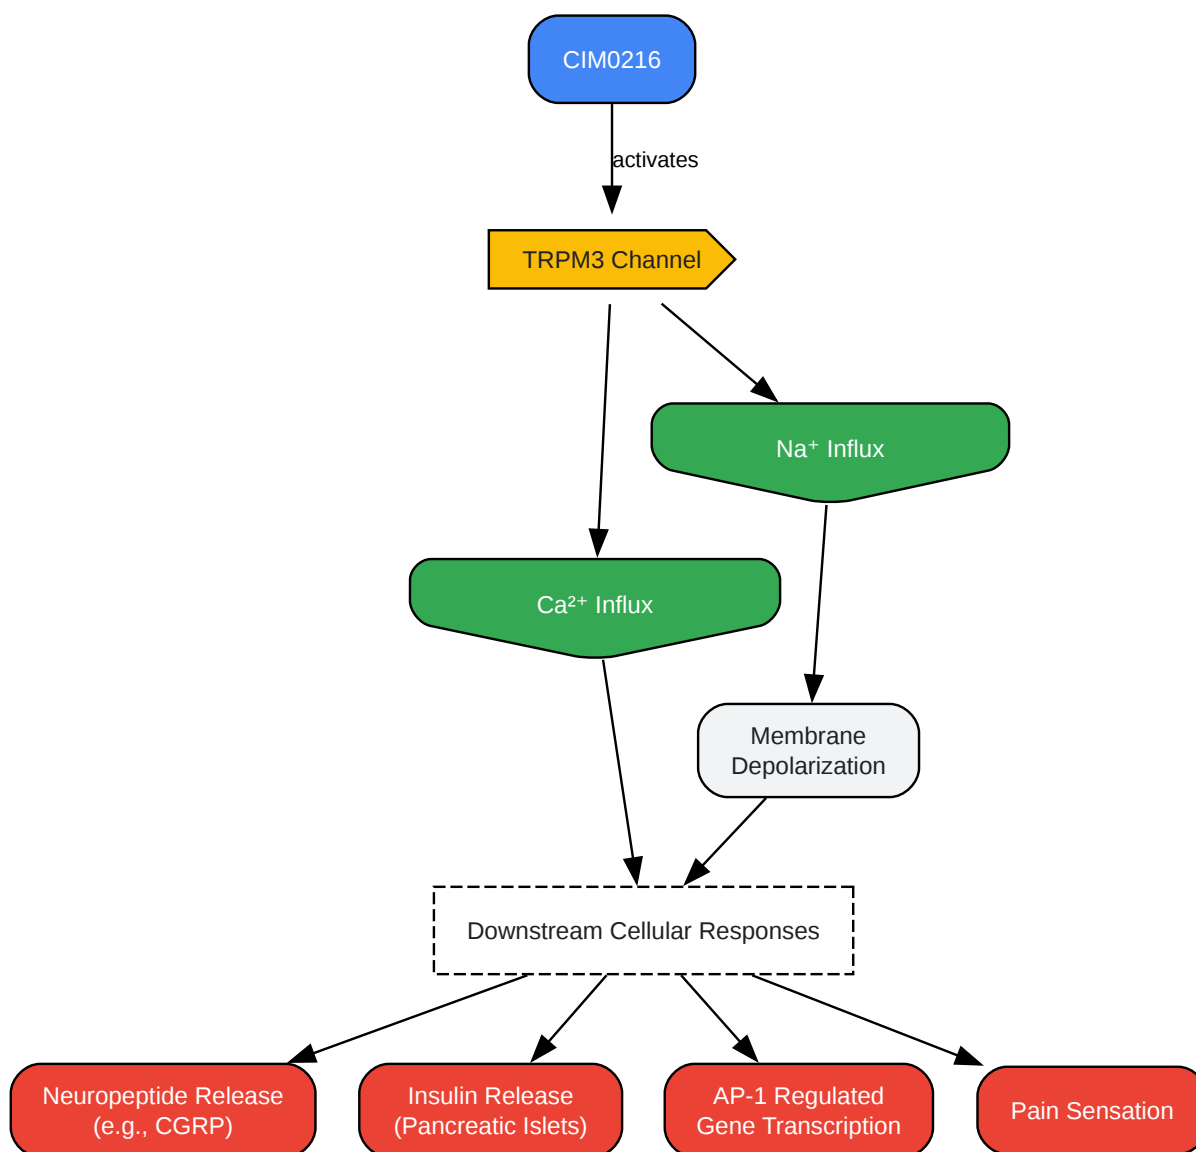 CIM0216
activates
TRPM3 Channel
Na⁺ Influx
Ca²⁺ Influx
Membrane
Depolarization
Downstream Cellular Responses
Neuropeptide Release
(e.g., CGRP)
Insulin Release
(Pancreatic Islets)
AP-1 Regulated
Gene Transcription
Pain Sensation